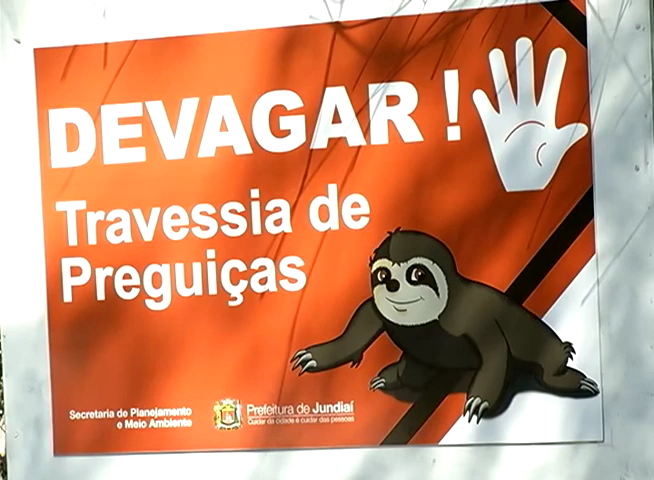 DEVAGAR !
Travessia de
Preguiças
Secretaria de Planejamento
e Meio Ambiente
Prefeitura de Jundiaí
Cuidar da cidade é cuidar das pessoas